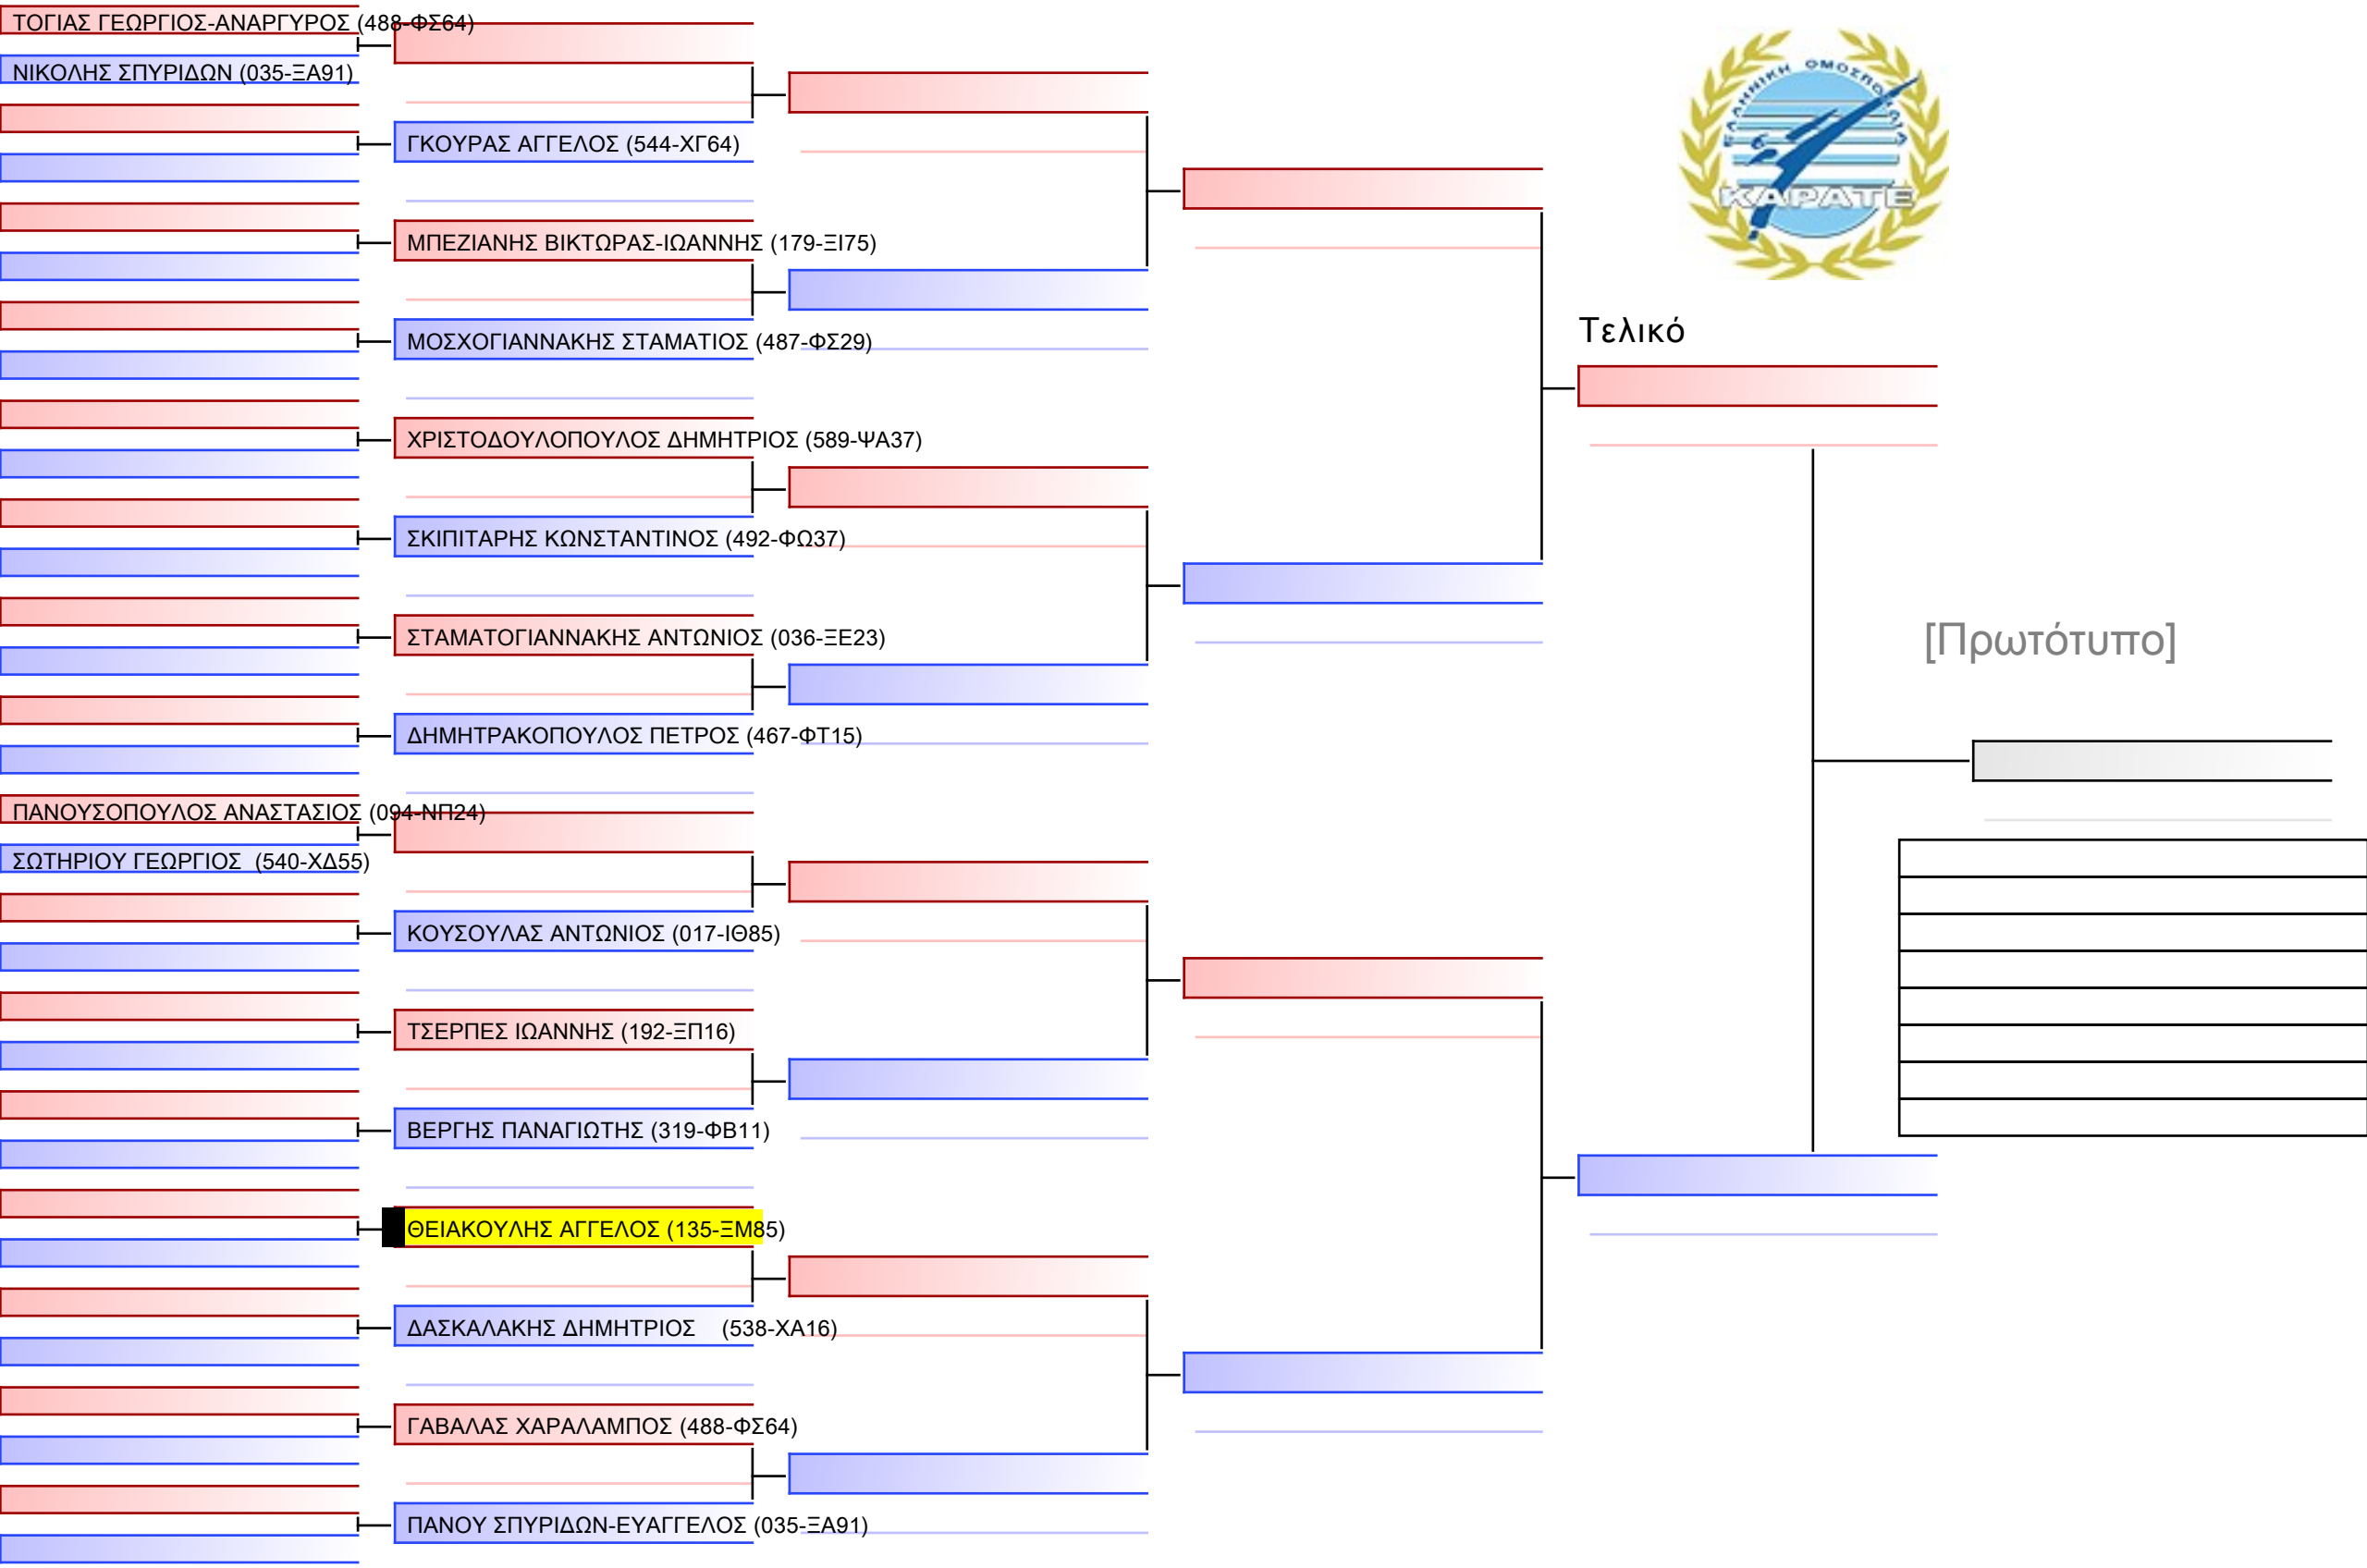 ΤΟΓΙΑΣ ΓΕΩΡΓΙΟΣ-ΑΝΑΡΓΥΡΟΣ (488-ΦΣ64)
ΝΙΚΟΛΗΣ ΣΠΥΡΙΔΩΝ (035-ΞΑ91)
ΓΚΟΥΡΑΣ ΑΓΓΕΛΟΣ (544-ΧΓ64)
ΜΠΕΖΙΑΝΗΣ ΒΙΚΤΩΡΑΣ-ΙΩΑΝΝΗΣ (179-ΞΙ75)
ΜΟΣΧΟΓΙΑΝΝΑΚΗΣ ΣΤΑΜΑΤΙΟΣ (487-ΦΣ29)
ΧΡΙΣΤΟΔΟΥΛΟΠΟΥΛΟΣ ΔΗΜΗΤΡΙΟΣ (589-ΨΑ37)
ΣΚΙΠΙΤΑΡΗΣ ΚΩΝΣΤΑΝΤΙΝΟΣ (492-ΦΩ37)
ΣΤΑΜΑΤΟΓΙΑΝΝΑΚΗΣ ΑΝΤΩΝΙΟΣ (036-ΞΕ23)
ΔΗΜΗΤΡΑΚΟΠΟΥΛΟΣ ΠΕΤΡΟΣ (467-ΦΤ15)
ΠΑΝΟΥΣΟΠΟΥΛΟΣ ΑΝΑΣΤΑΣΙΟΣ (094-ΝΠ24)
ΣΩΤΗΡΙΟΥ ΓΕΩΡΓΙΟΣ (540-ΧΔ55)
ΚΟΥΣΟΥΛΑΣ ΑΝΤΩΝΙΟΣ (017-ΙΘ85)
ΤΣΕΡΠΕΣ ΙΩΑΝΝΗΣ (192-ΞΠ16)
ΒΕΡΓΗΣ ΠΑΝΑΓΙΩΤΗΣ (319-ΦΒ11)
ΘΕΙΑΚΟΥΛΗΣ ΑΓΓΕΛΟΣ (135-ΞΜ85)
ΔΑΣΚΑΛΑΚΗΣ ΔΗΜΗΤΡΙΟΣ (538-ΧΑ16)
ΓΑΒΑΛΑΣ ΧΑΡΑΛΑΜΠΟΣ (488-ΦΣ64)
ΠΑΝΟΥ ΣΠΥΡΙΔΩΝ-ΕΥΑΓΓΕΛΟΣ (035-ΞΑ91)
ΕΛΛΗΝΙΚΗ ΟΜΟΣΠΟΝΔΙΑ
ΚΑΡΑΤΕ
Τελικό
[Πρωτότυπο]